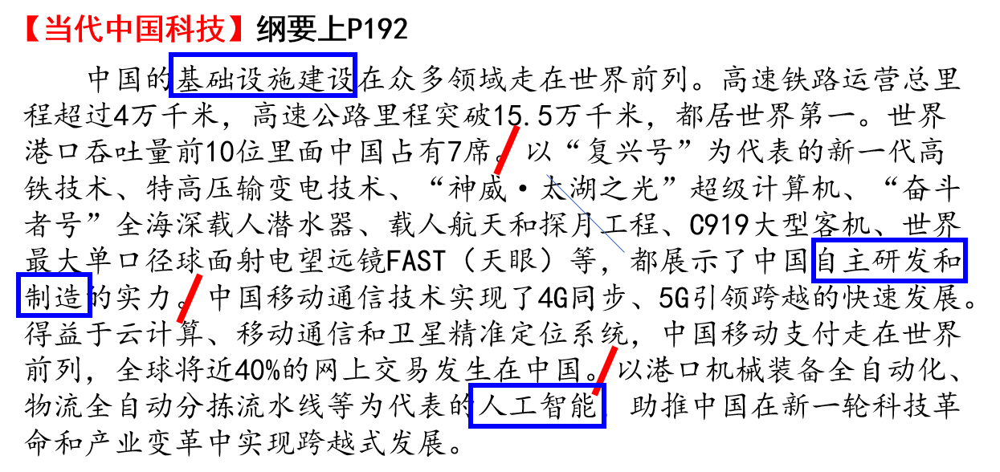 【当代中国科技】纲要上P192
中国的基础设施建设在众多领域走在世界前列。高速铁路运营总里
程超过4万千米，高速公路里程突破15.5万千米，都居世界第一。世界
港口吞吐量前10位里面中国占有7席。以“复兴号”为代表的新一代高
铁技术、特高压输变电技术、“神威·太湖之光”超级计算机、“奋斗
者号”全海深载人潜水器、载人航天和探月工程、C919大型客机、世界
最大单口径球面射电望远镜FAST（天眼）等，都展示了中国自主研发和
制造的实力。中国移动通信技术实现了4G同步、5G引领跨越的快速发展。
得益于云计算、移动通信和卫星精准定位系统，中国移动支付走在世界
前列，全球将近40%的网上交易发生在中国。以港口机械装备全自动化、
物流全自动分拣流水线等为代表的人工智能，助推中国在新一轮科技革
命和产业变革中实现跨越式发展。